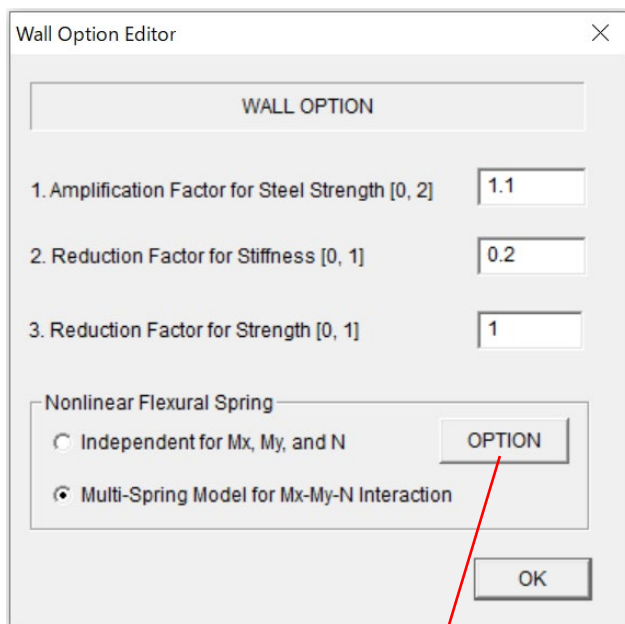 Wall Option Editor
WALL OPTION
1. Amplification Factor for Steel Strength [0, 2] 1.1
2. Reduction Factor for Stiffness [0, 1] 0.2
3. Reduction Factor for Strength [0, 1] 1
Nonlinear Flexural Spring
Independent for Mx, My, and N OPTION
Multi-Spring Model for Mx-My-N Interaction
OK